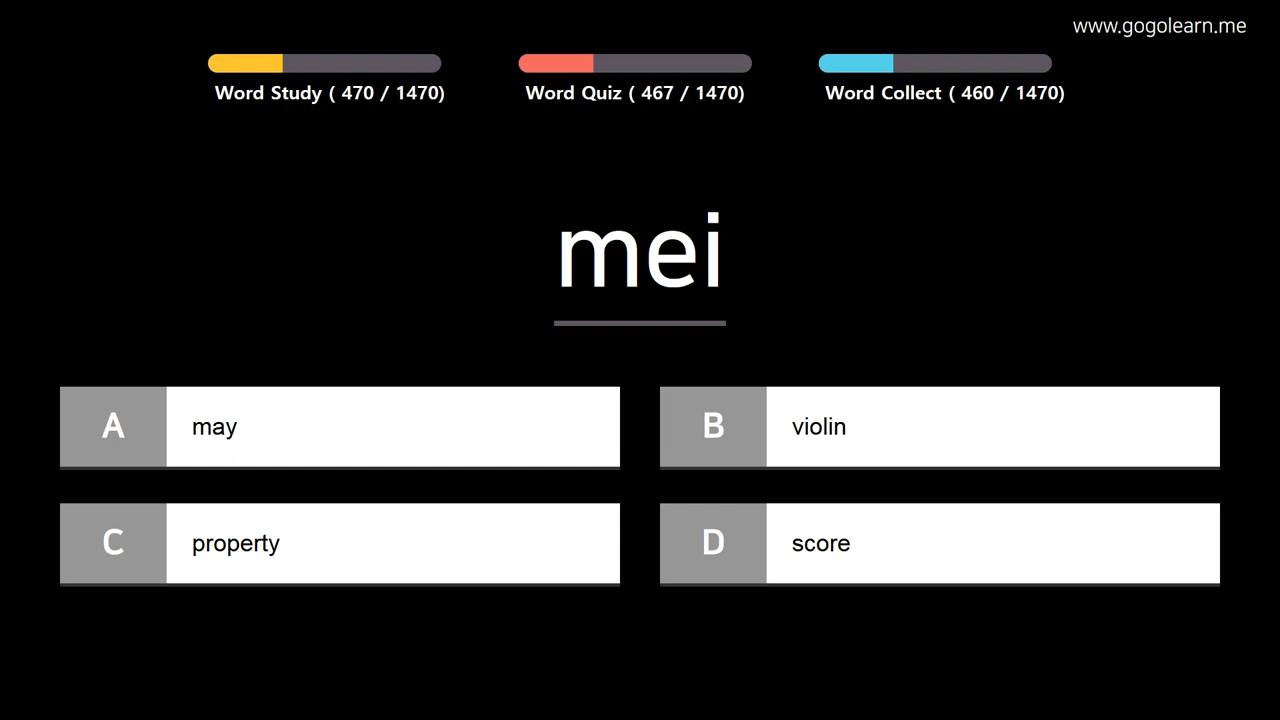 www.gogolearn.me
Word Study ( 470 / 1470)
Word Quiz ( 467 / 1470)
Word Collect ( 460 / 1470)
mei
A may
B violin
C property
D score